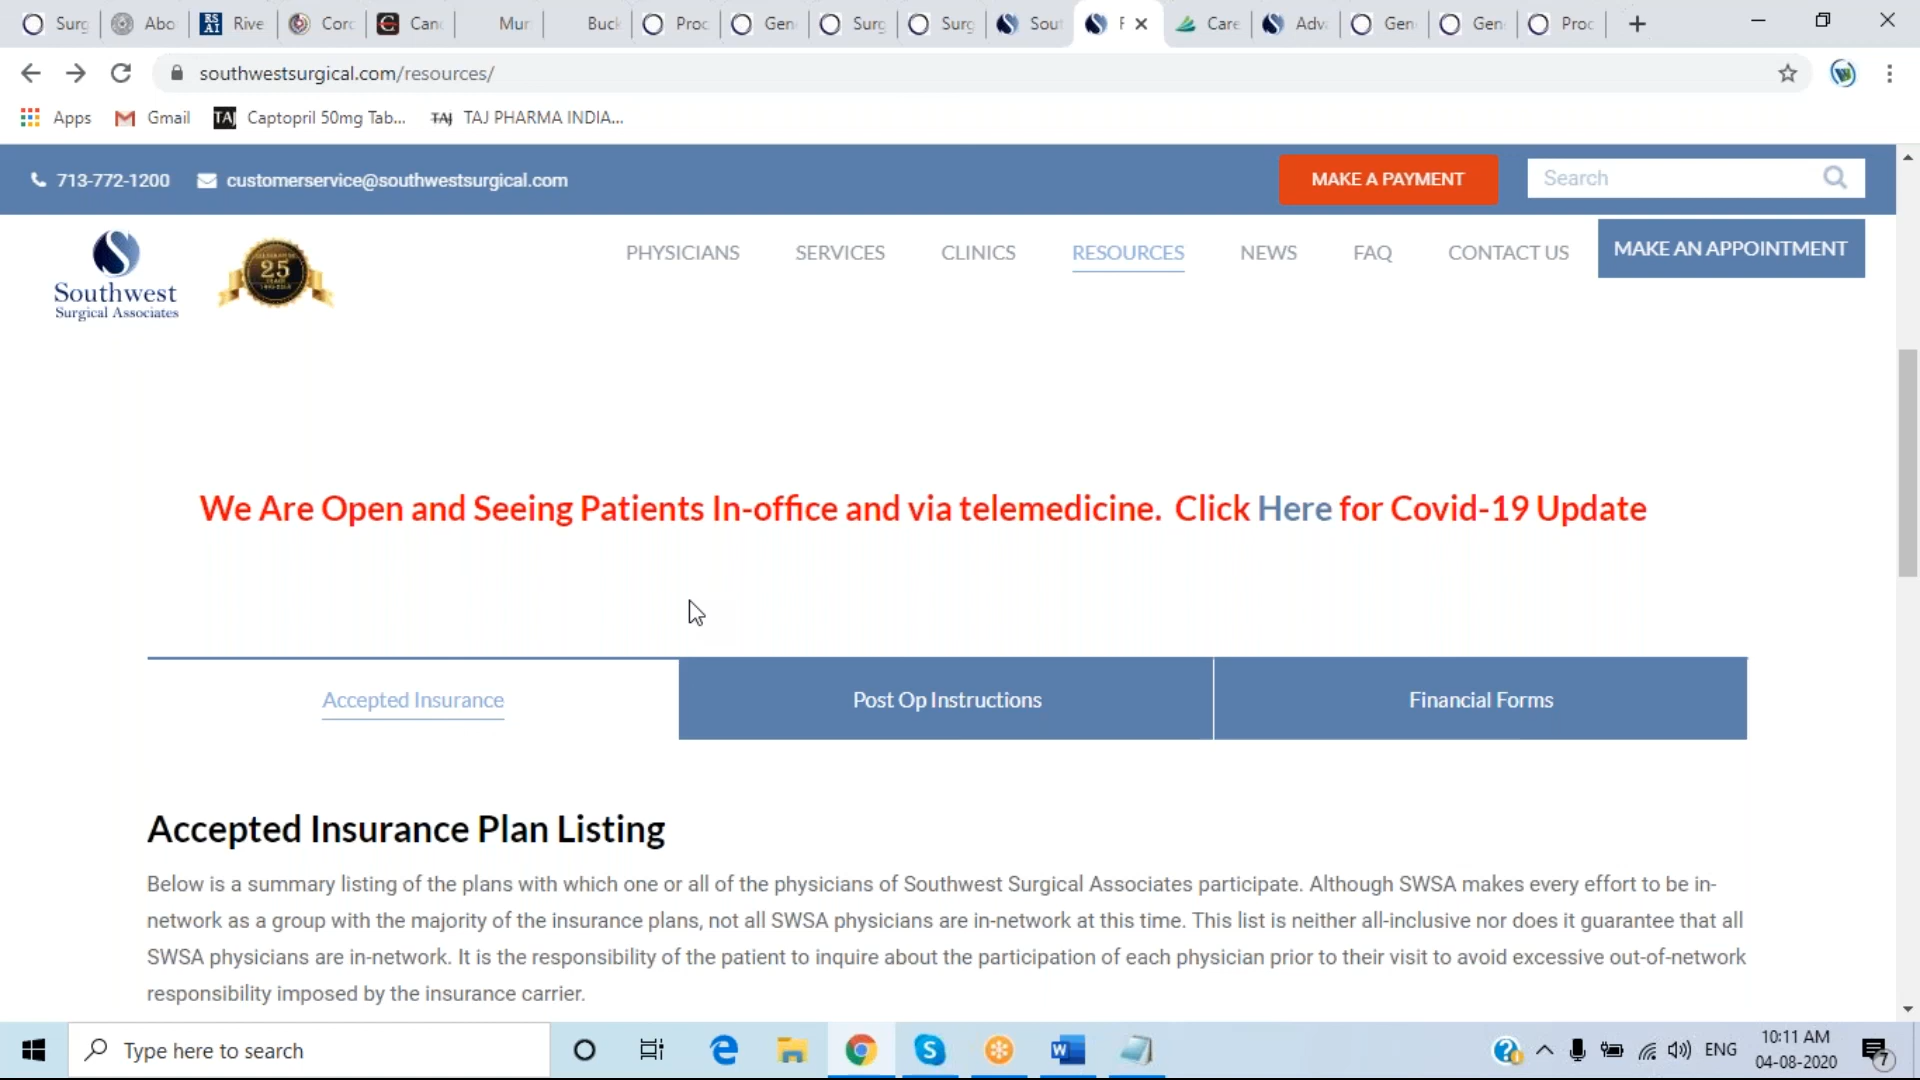 Surg
Abo
RS
AI
Rive
Cord
Canc
Mur
Buck
Proc
Gen
Surg
Surg
Sout
Care
Adv
Gen
Gen
Proc
southwestsurgical.com/resources/
Apps
Gmail
TAJ Captopril 50mg Tab...
TAJ TAJ PHARMA INDIA...
713-772-1200
customerservice@southwestsurgical.com
MAKE A PAYMENT
Search
Southwest
Surgical Associates
25
PHYSICIANS
SERVICES
CLINICS
RESOURCES
NEWS
FAQ
CONTACT US
MAKE AN APPOINTMENT
We Are Open and Seeing Patients In-office and via telemedicine. Click Here for Covid-19 Update
Accepted Insurance
Post Op Instructions
Financial Forms
Accepted Insurance Plan Listing
Below is a summary listing of the plans with which one or all of the physicians of Southwest Surgical Associates participate. Although SWSA makes every effort to be in-
network as a group with the majority of the insurance plans, not all SWSA physicians are in-network at this time. This list is neither all-inclusive nor does it guarantee that all
SWSA physicians are in-network. It is the responsibility of the patient to inquire about the participation of each physician prior to their visit to avoid excessive out-of-network
responsibility imposed by the insurance carrier.
Type here to search
ENG
10:11 AM
04-08-2020
7